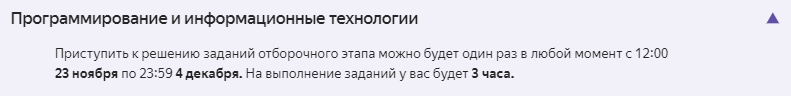 Программирование и информационные технологии
Приступить к решению заданий отборочного этапа можно будет один раз в любой момент с 12:00
23 ноября по 23:59 4 декабря. На выполнение заданий у вас будет 3 часа.